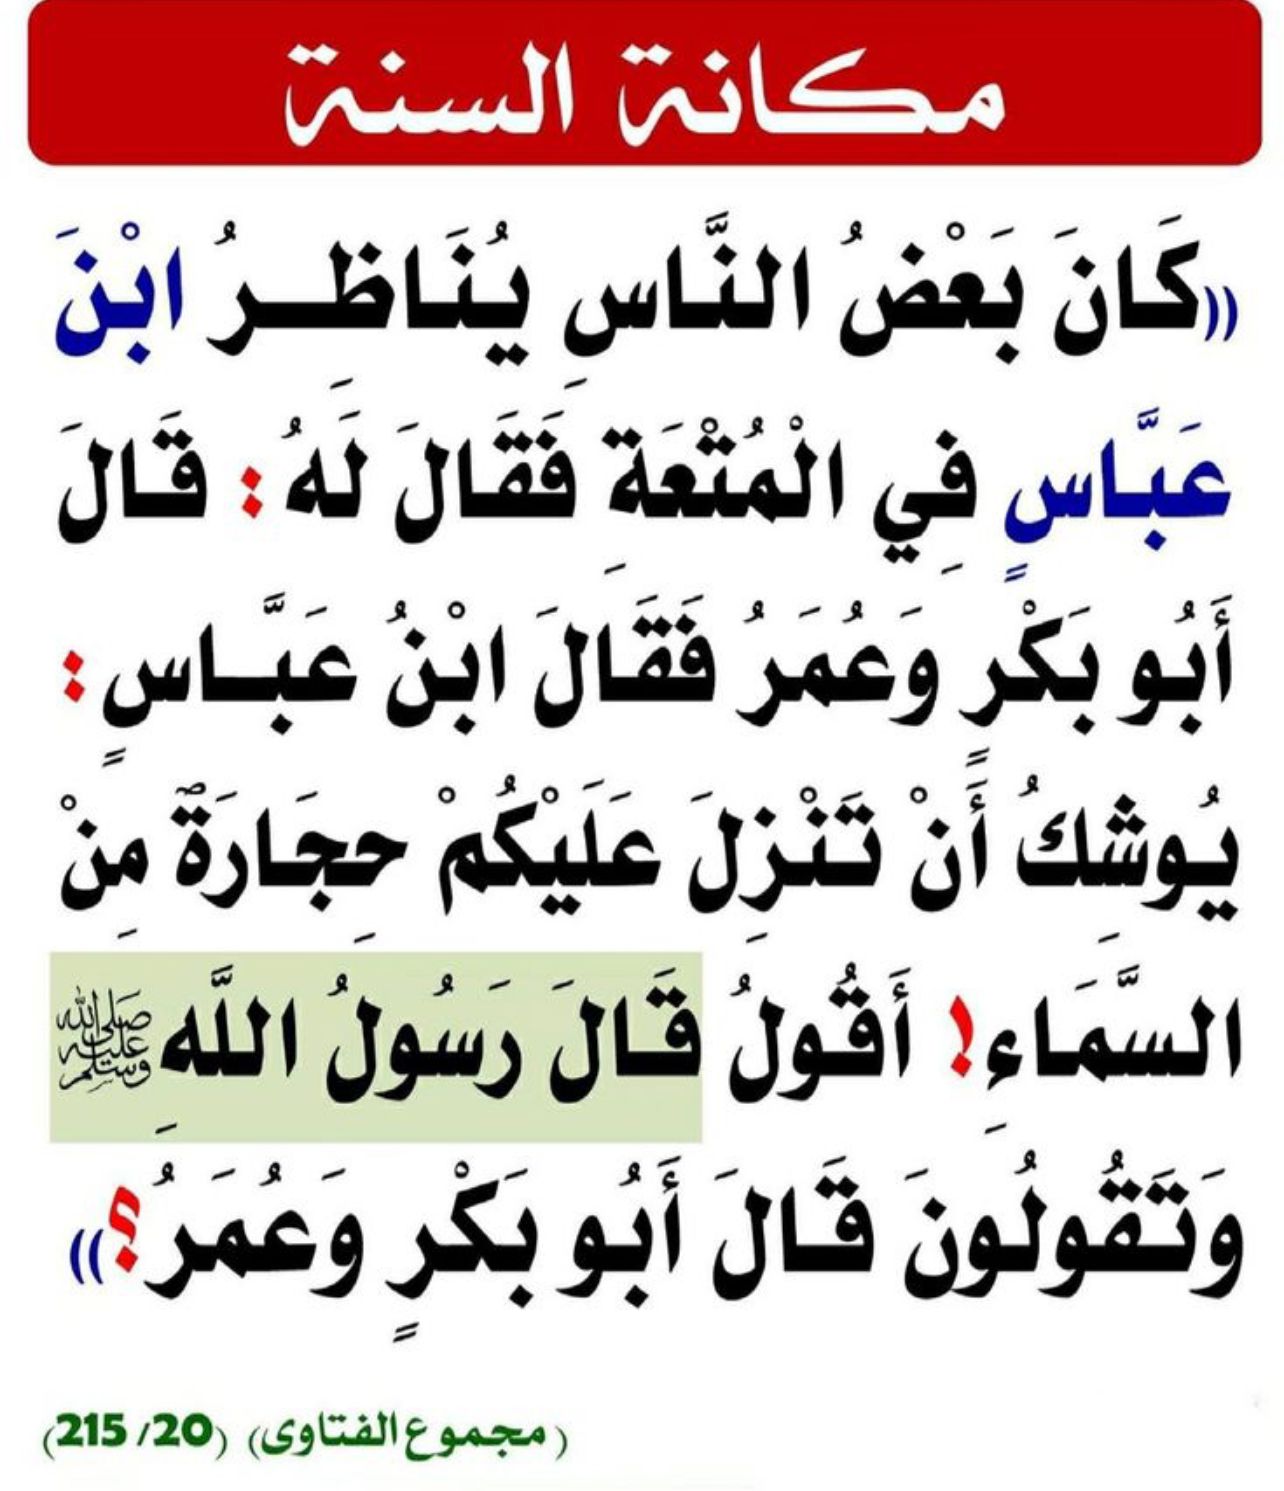 مكانة السنة
((كَانَ بَعْضُ النَّاسِ يُنَاظِرُ ابْنَ
عَبَّاسٍ فِي الْمُتْعَةِ فَقَالَ لَهُ: قَالَ
أَبُو بَكْرٍ وَعُمَرُ فَقَالَ ابْنُ عَبَّاسٍ:
يُوشِكُ أَنْ تَنْزِلَ عَلَيْكُمْ حِجَارَةٌ مِنْ
السَّمَاءِ! أَقُولُ قَالَ رَسُولُ اللَّهِ ﷺ
وَتَقُولُونَ قَالَ أَبُو بَكْرٍ وَعُمَرُ؟))
(مجموع الفتاوى) (20/ 215)